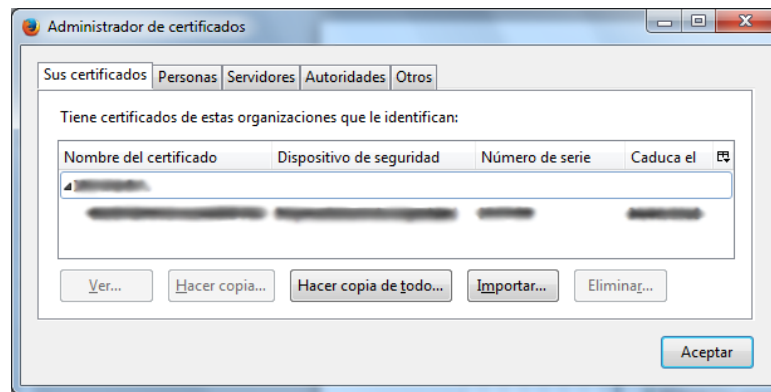 Administrador de certificados
Sus certificados Personas Servidores Autoridades Otros
Tiene certificados de estas organizaciones que le identifican:
Nombre del certificado Dispositivo de seguridad Número de serie Caduca el
Ver... Hacer copia... Hacer copia de todo... Importar... Eliminar...
Aceptar